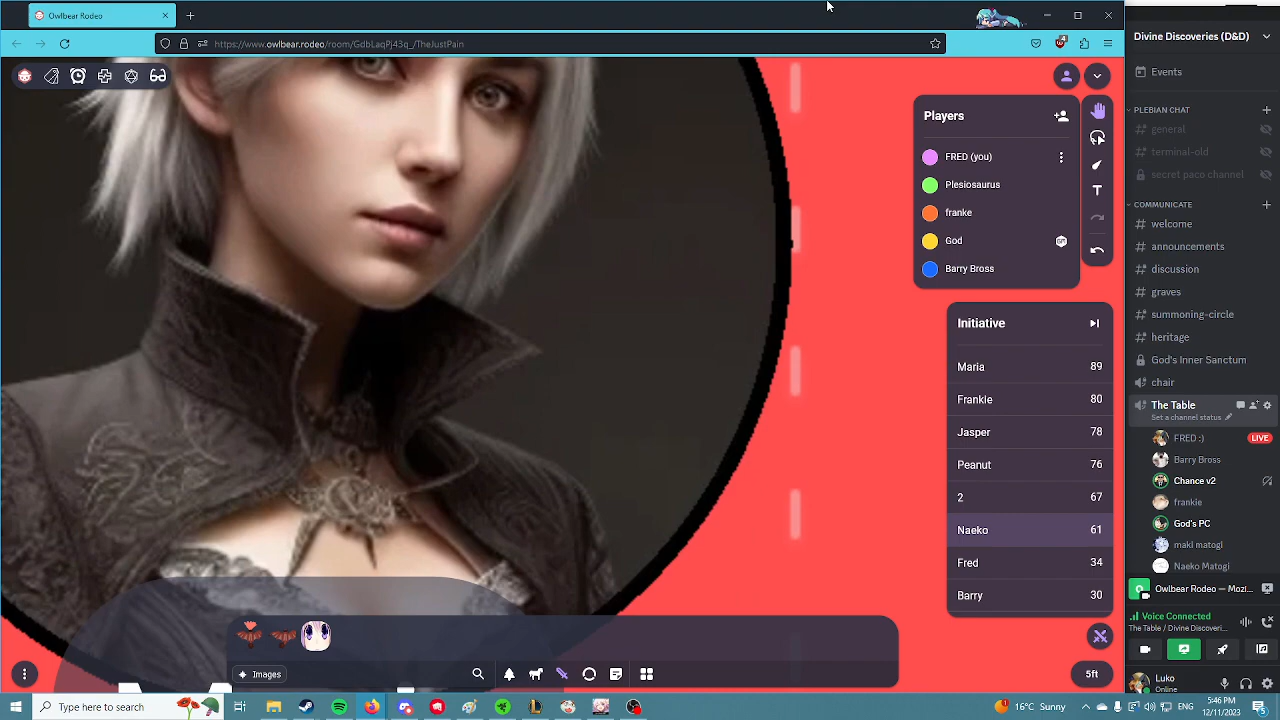 Owlbear Rodeo
https://www.owlbear.rodeo/room/GdbLaqPj43q_/TheJustPain
Players
FRED (you)
Plesiosaurus
franke
God
Barry Bross
Initiative
Maria 89
Frankle 80
Jasper 78
Peanut 76
2 67
Naeko 61
Fred 34
Barry 30
Images
5ft
Divine Discoveries (D&D)
Events
PLEBIAN CHAT
general
terminal-old
secret paco channel
COMMUNICATE
welcome
announcements
discussion
graves
summoning-circle
heritage
God's Inner Sanctum
chair
The Table
Set a channel status
FRED :) LIVE
Barry Bross
Chance v2
frankie
God's PC
maki matogi
Naeko Matogi
Owlbear Rodeo — Mozi...
Voice Connected
The Table / Divine Discoveri...
Luko
Online
Type here to search
16°C Sunny
ENG
5:46 PM
12/11/2023